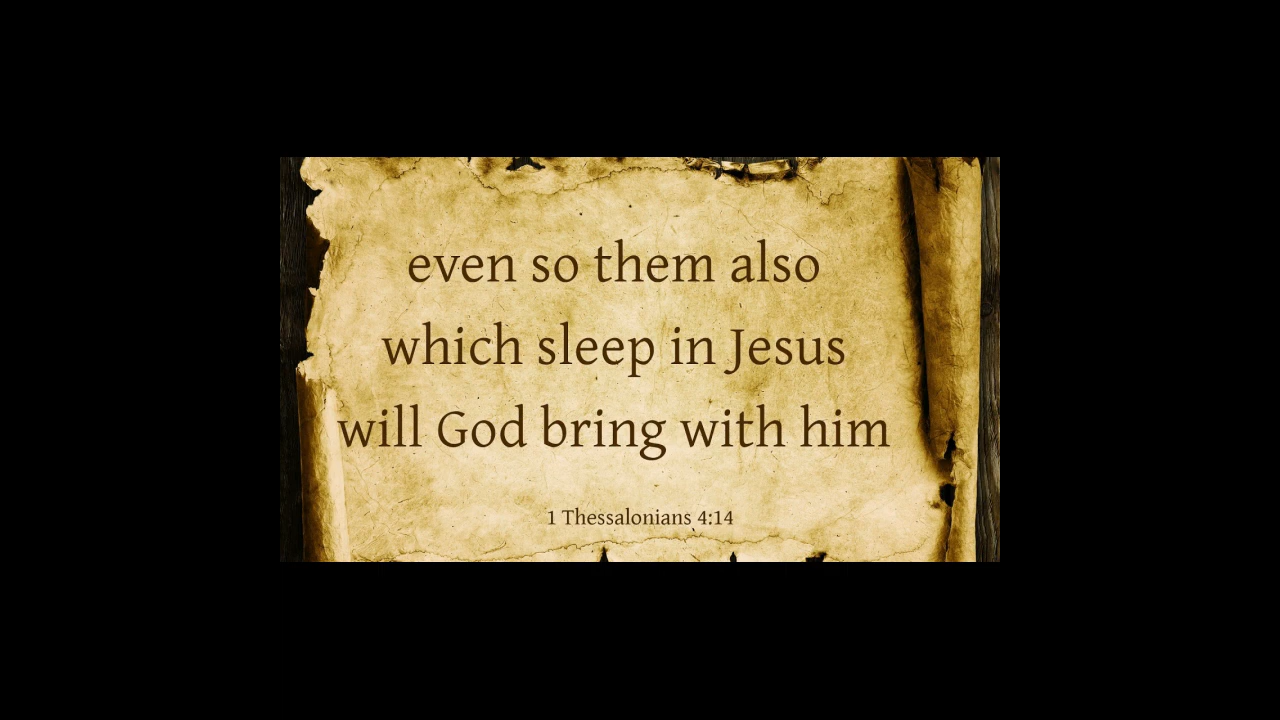 even so them also
which sleep in Jesus
will God bring with him
1 Thessalonians 4:14